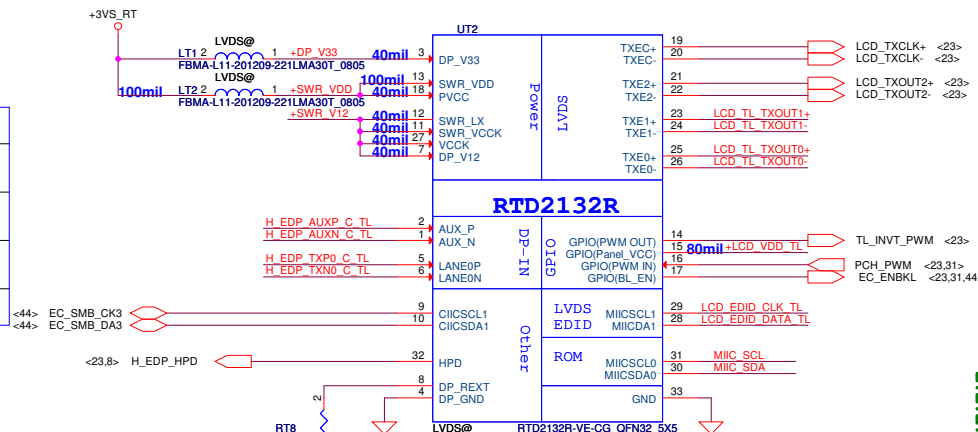 +3VS_RT
LVDS@
LT1 2 1 +DP_V33 40mil 3 DP_V33
FBMA-L11-201209-221LMA30T_0805
LVDS@
100mil LT2 2 1 +SWR_VDD 100mil 13 SWR_VDD
FBMA-L11-201209-221LMA30T_0805 40mil 18 PVCC
+SWR_V12 40mil 12 SWR_LX
11 SWR_VCCK
40mil 27 VCCK
40mil 7 DP_V12
UT2
Power
LVDS
TXEC+ 19 LCD_TXCLK+ <23>
TXEC- 20 LCD_TXCLK- <23>
TXE2+ 21 LCD_TXOUT2+ <23>
TXE2- 22 LCD_TXOUT2- <23>
TXE1+ 23 LCD_TL_TXOUT1+
TXE1- 24 LCD_TL_TXOUT1-
TXE0+ 25 LCD_TL_TXOUT0+
TXE0- 26 LCD_TL_TXOUT0-
RTD2132R
H_EDP_AUXP_C_TL 2 AUX_P
H_EDP_AUXN_C_TL 1 AUX_N
H_EDP_TXP0_C_TL 5 LANE0P
H_EDP_TXN0_C_TL 6 LANE0N
DP-IN
GPIO
GPIO(PWM OUT) 14 TL_INVT_PWM <23>
GPIO(Panel_VCC) 15 80mil +LCD_VDD_TL
GPIO(PWM IN) 16 PCH_PWM <23,31>
GPIO(BL_EN) 17 EC_ENBKL <23,31,44
<44> EC_SMB_CK3 9 CIICSCL1
<44> EC_SMB_DA3 10 CIICSDA1
Other
LVDS
EDID
MIICSCL1 29 LCD_EDID_CLK_TL
MIICDA1 28 LCD_EDID_DATA_TL
<23,8> H_EDP_HPD 32 HPD
ROM
MIICSCL0 31 MIIC_SCL
MIICSDA0 30 MIIC_SDA
8 DP_REXT
4 DP_GND
GND 33
2
RT8
LVDS@
RTD2132R-VE-CG_QFN32_5X5